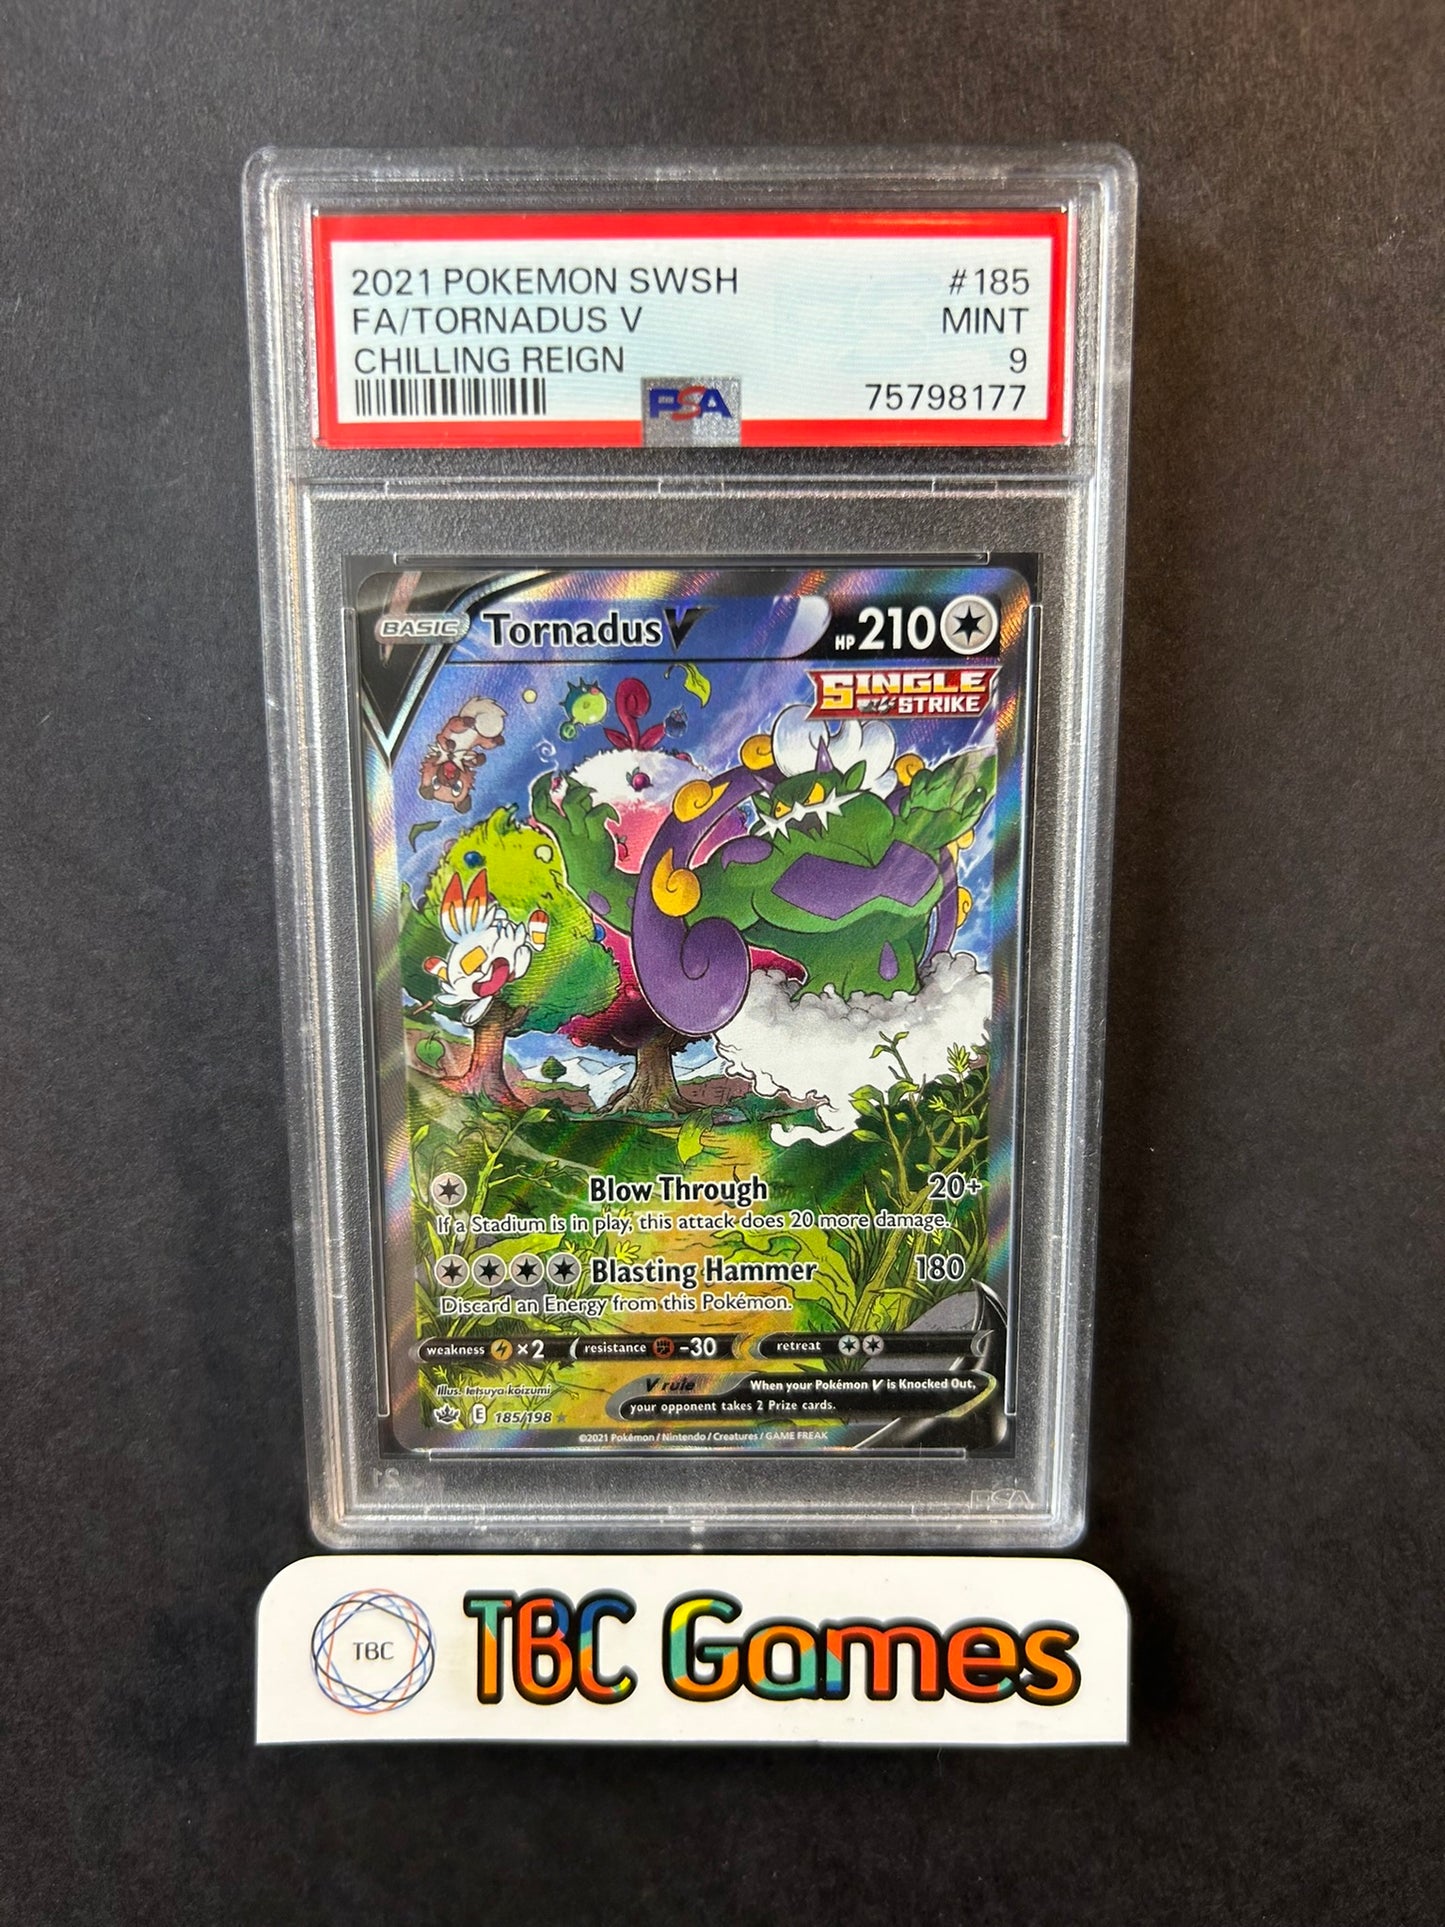 2021 POKEMON SWSH #185
FA/TORNADUS V MINT
CHILLING REIGN 9
75798177
PSA
BASIC Tornadus V HP 210
SINGLE
STRIKE
Blow Through 20+
If a Stadium is in play, this attack does 20 more damage.
Blasting Hammer 180
Discard an Energy from this Pokémon.
weakness ×2 resistance -30 retreat
V rule When your Pokémon V is Knocked Out,
your opponent takes 2 Prize cards.
Illus. tetsuya koizumi
E 185/198
©2021 Pokémon / Nintendo / Creatures / GAME FREAK
PSA
TBC TBC Games